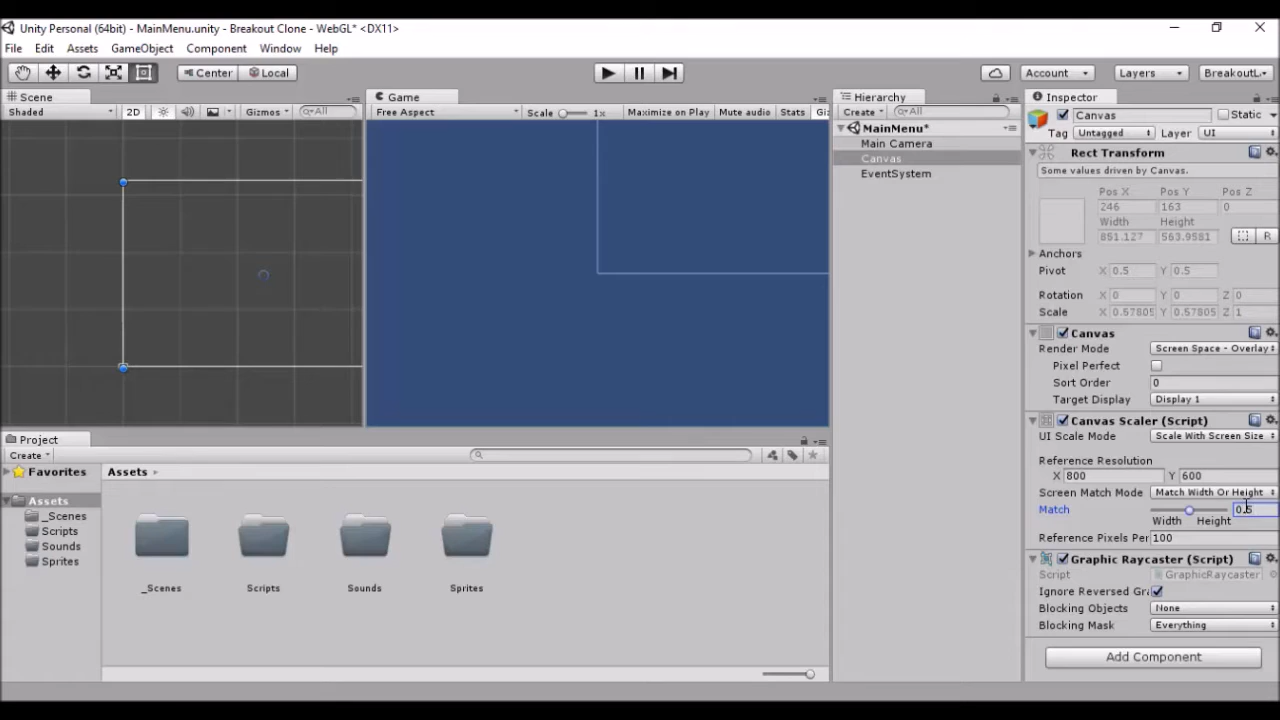 Unity Personal (64bit) - MainMenu.unity - Breakout Clone - WebGL* <DX11>
File Edit Assets GameObject Component Window Help
Center Local Account Layers BreakoutL
Scene Game Hierarchy Inspector
Shaded 2D Gizmos All Free Aspect Scale 1x Maximize on Play Mute audio Stats Gi Create All Canvas Static
MainMenu*
Tag Untagged Layer UI
Main Camera
Canvas
EventSystem
Rect Transform
Some values driven by Canvas.
Pos X Pos Y Pos Z
246 163 0
Width Height
851.127 563.9581 R
Anchors
Pivot X 0.5 Y 0.5
Rotation X 0 Y 0 Z 0
Scale X 0.57805 Y 0.57805 Z 1
Canvas
Render Mode Screen Space - Overlay
Pixel Perfect
Sort Order 0
Target Display Display 1
Canvas Scaler (Script)
UI Scale Mode Scale With Screen Size
Reference Resolution
X 800 Y 600
Screen Match Mode Match Width Or Height
Match 0.5
Width Height
Reference Pixels Per 100
Graphic Raycaster (Script)
Script GraphicRaycaster
Ignore Reversed Gra
Blocking Objects None
Blocking Mask Everything
Add Component
Project
Create
Favorites
Assets
_Scenes
Scripts
Sounds
Sprites
Assets
_Scenes Scripts Sounds Sprites